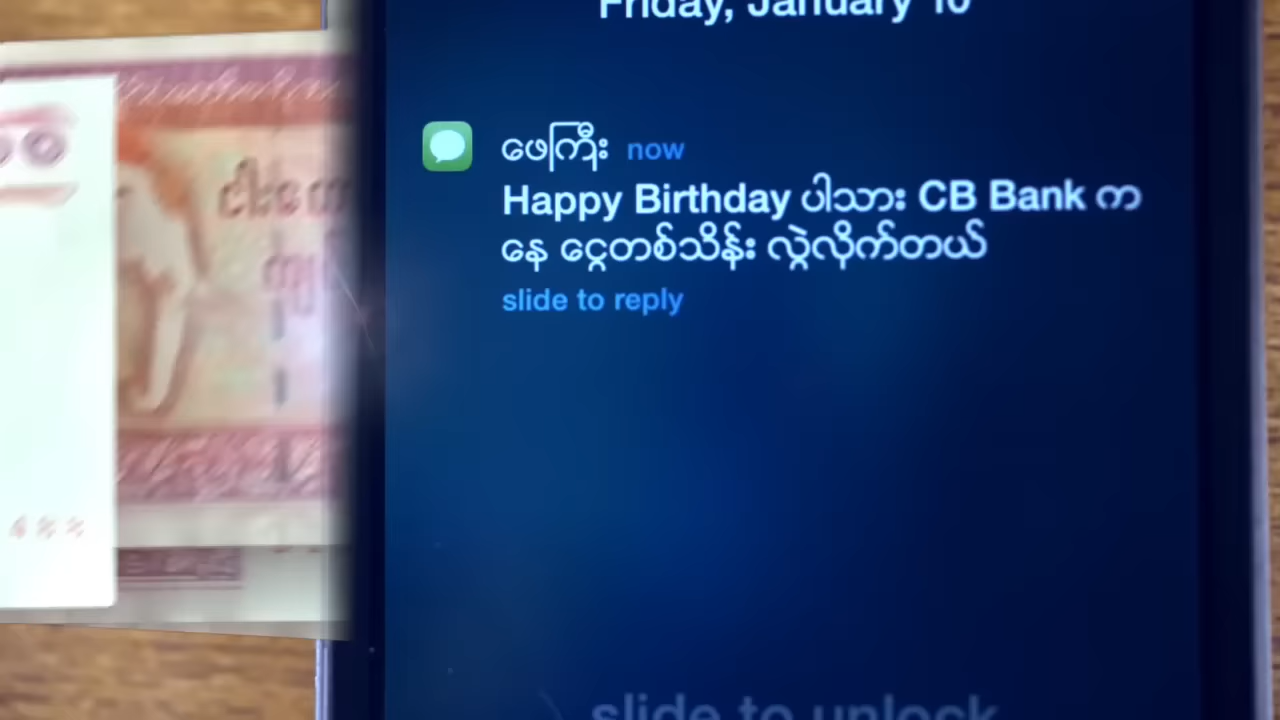 Friday, January 10
ဖေကြီး now
Happy Birthday ပါသား CB Bank က
နေ ငွေတစ်သိန်း လွှဲလိုက်တယ်
slide to reply
slide to unlock